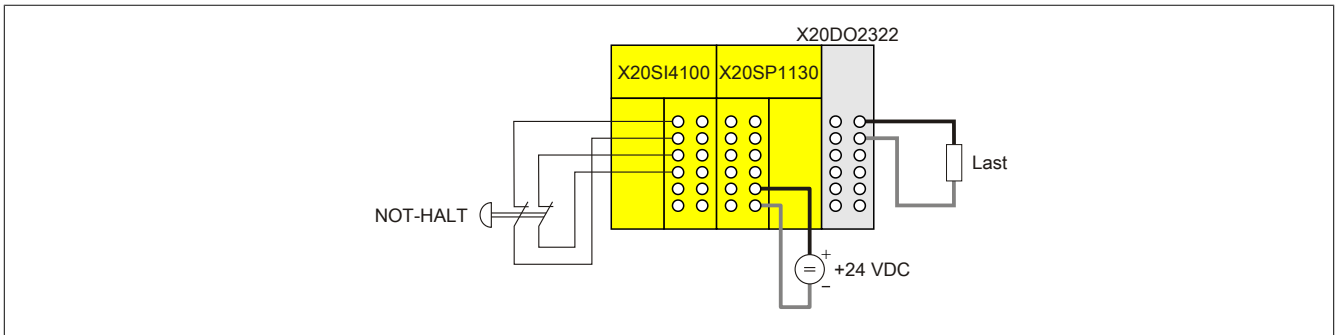 X20DO2322
X20SI4100
X20SP1130
Last
NOT-HALT
+
+24 VDC
=
–